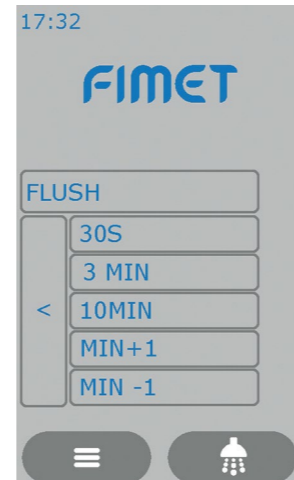 17:32
FIMET
FLUSH
30S
3 MIN
< 10MIN
MIN+1
MIN -1